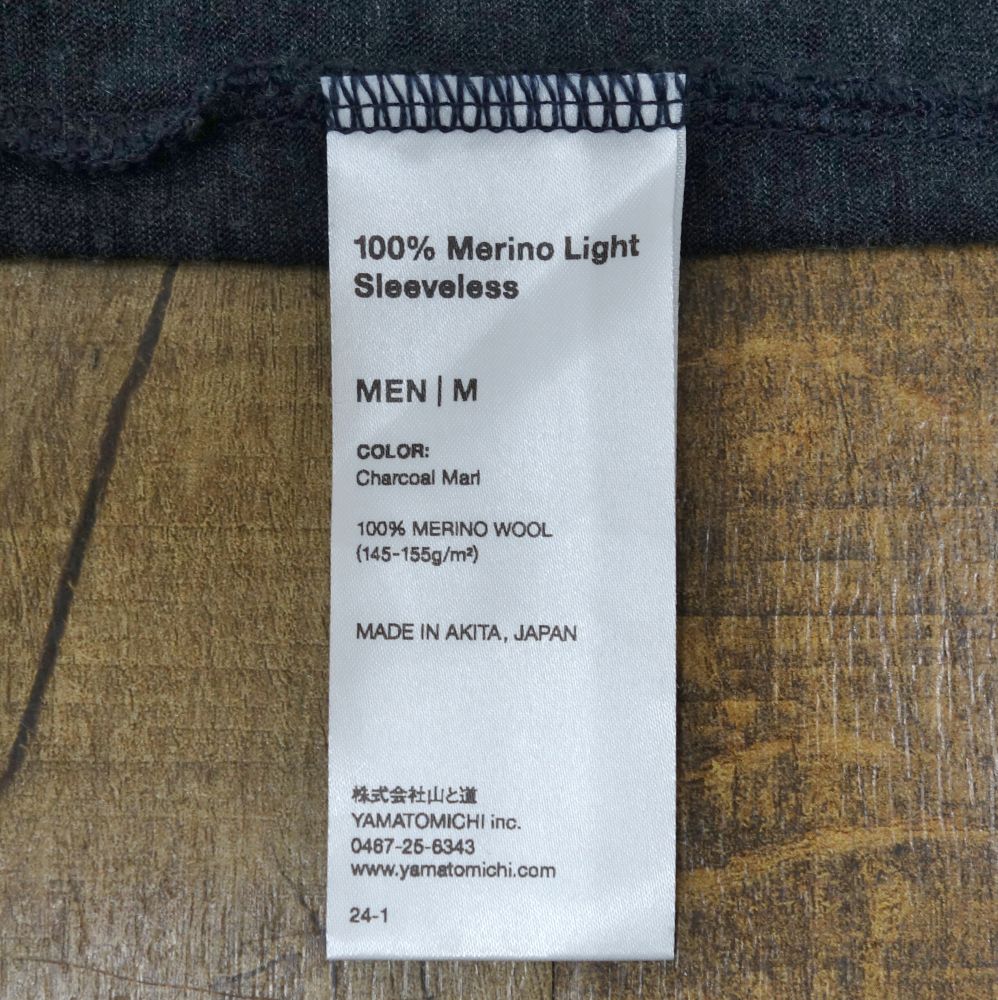 100% Merino Light
Sleeveless
MEN | M
COLOR:
Charcoal Marl
100% MERINO WOOL
(145-155g/m²)
MADE IN AKITA, JAPAN
株式会社山と道
YAMATOMICHI inc.
0467-25-6343
www.yamatomichi.com
24-1